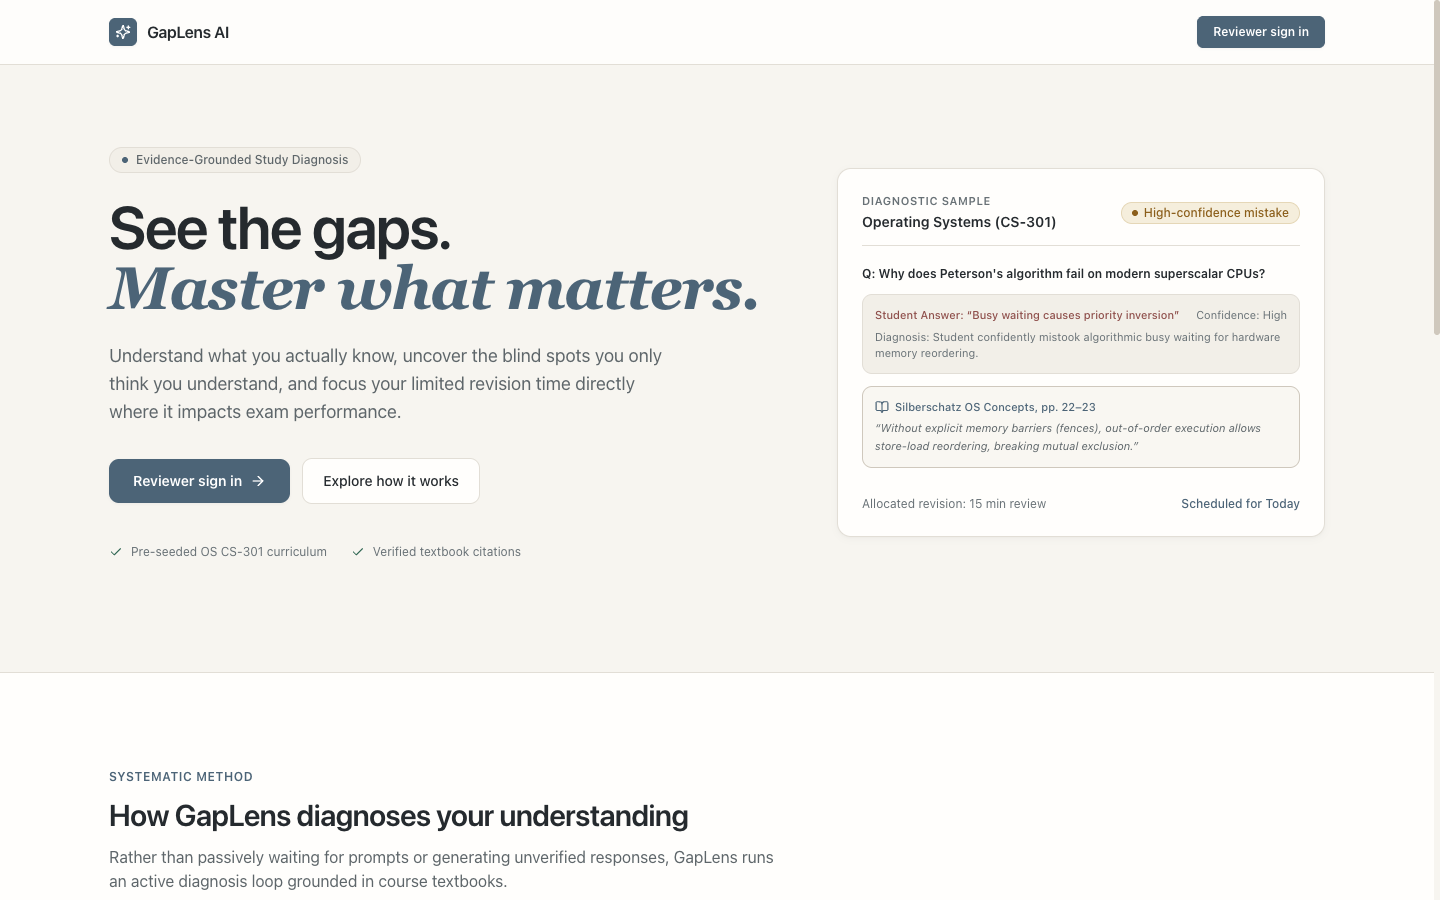 GapLens AI
Reviewer sign in
Evidence-Grounded Study Diagnosis
See the gaps.
Master what matters.
Understand what you actually know, uncover the blind spots you only
think you understand, and focus your limited revision time directly
where it impacts exam performance.
Reviewer sign in
Explore how it works
Pre-seeded OS CS-301 curriculum
Verified textbook citations
DIAGNOSTIC SAMPLE
Operating Systems (CS-301)
High-confidence mistake
Q: Why does Peterson's algorithm fail on modern superscalar CPUs?
Student Answer: “Busy waiting causes priority inversion”
Confidence: High
Diagnosis: Student confidently mistook algorithmic busy waiting for hardware
memory reordering.
Silberschatz OS Concepts, pp. 22–23
“Without explicit memory barriers (fences), out-of-order execution allows
store-load reordering, breaking mutual exclusion.”
Allocated revision: 15 min review
Scheduled for Today
SYSTEMATIC METHOD
How GapLens diagnoses your understanding
Rather than passively waiting for prompts or generating unverified responses, GapLens runs
an active diagnosis loop grounded in course textbooks.